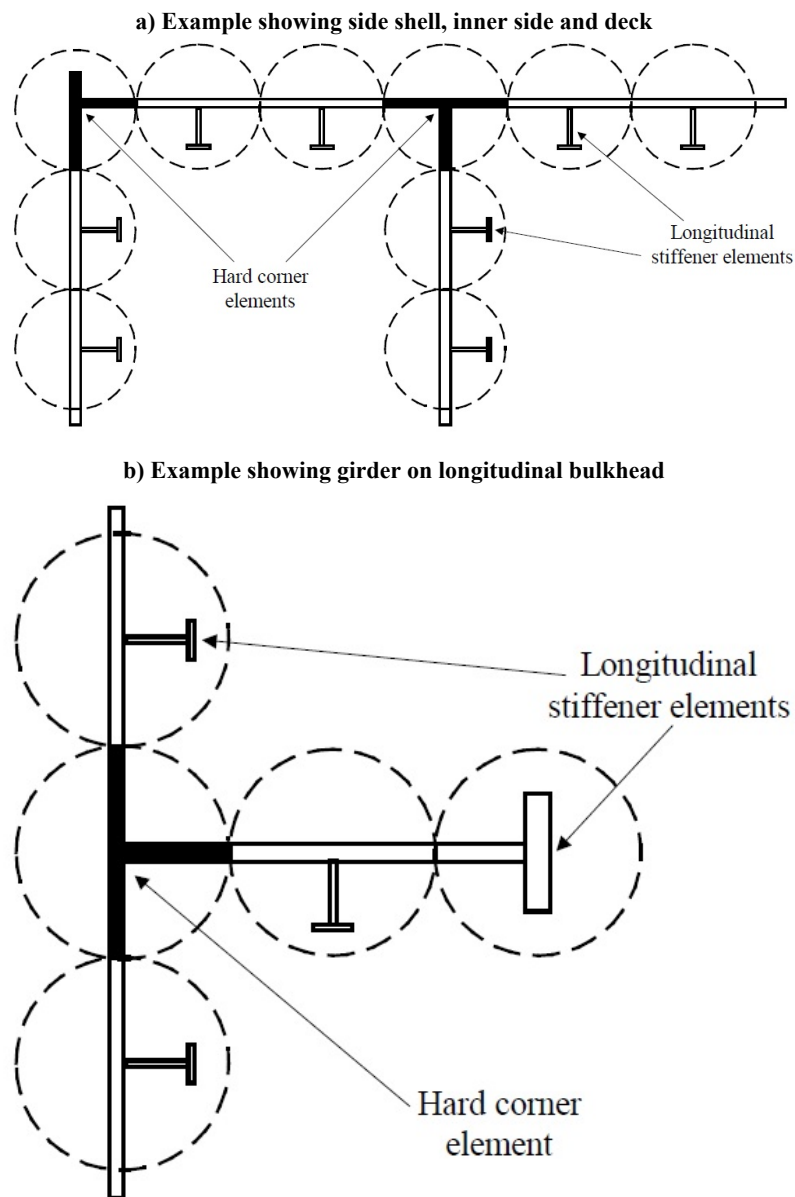 a) Example showing side shell, inner side and deck
Longitudinal
stiffener elements
Hard corner
elements
b) Example showing girder on longitudinal bulkhead
Longitudinal
stiffener elements
Hard corner
element